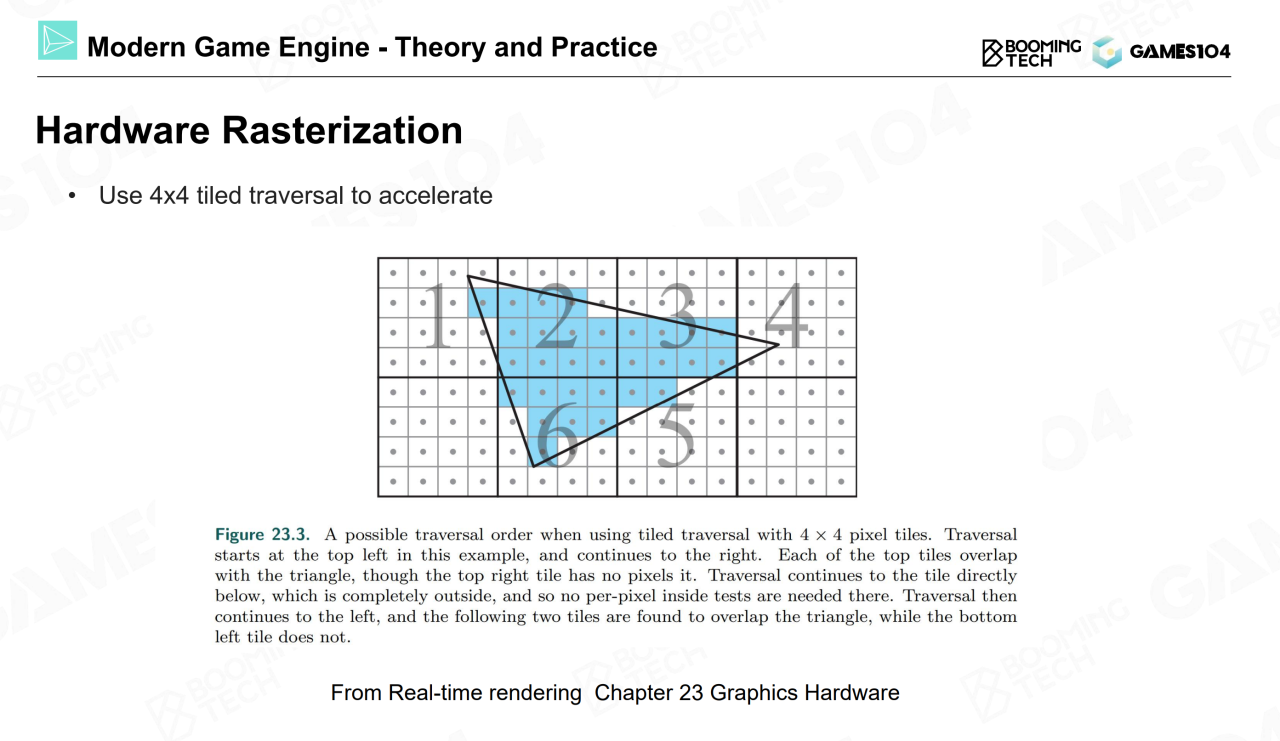 Modern Game Engine - Theory and Practice
BOOMING
TECH
GAMES104
Hardware Rasterization
• Use 4x4 tiled traversal to accelerate
1 2 3 4
6 5
Figure 23.3. A possible traversal order when using tiled traversal with 4 × 4 pixel tiles. Traversal
starts at the top left in this example, and continues to the right. Each of the top tiles overlap
with the triangle, though the top right tile has no pixels it. Traversal continues to the tile directly
below, which is completely outside, and so no per-pixel inside tests are needed there. Traversal then
continues to the left, and the following two tiles are found to overlap the triangle, while the bottom
left tile does not.
From Real-time rendering Chapter 23 Graphics Hardware